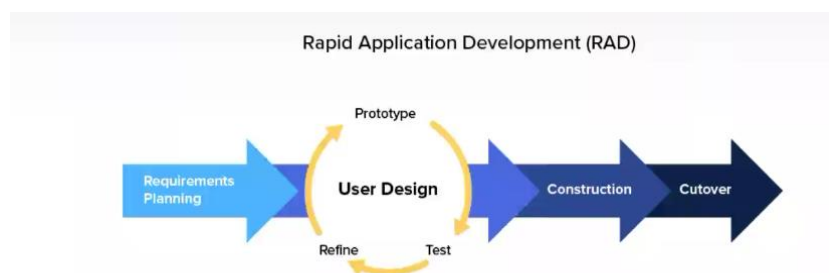 Rapid Application Development (RAD)
Prototype
Requirements
Planning
User Design
Construction
Cutover
Refine
Test